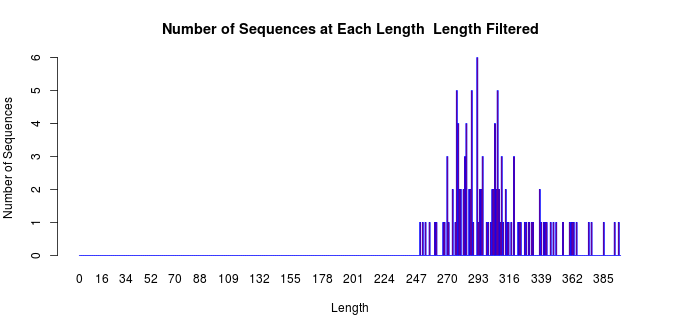 Number of Sequences at Each Length  Length Filtered
Number of Sequences
6
5
4
3
2
1
0
0 16 34 52 70 88 109 132 155 178 201 224 247 270 293 316 339 362 385
Length